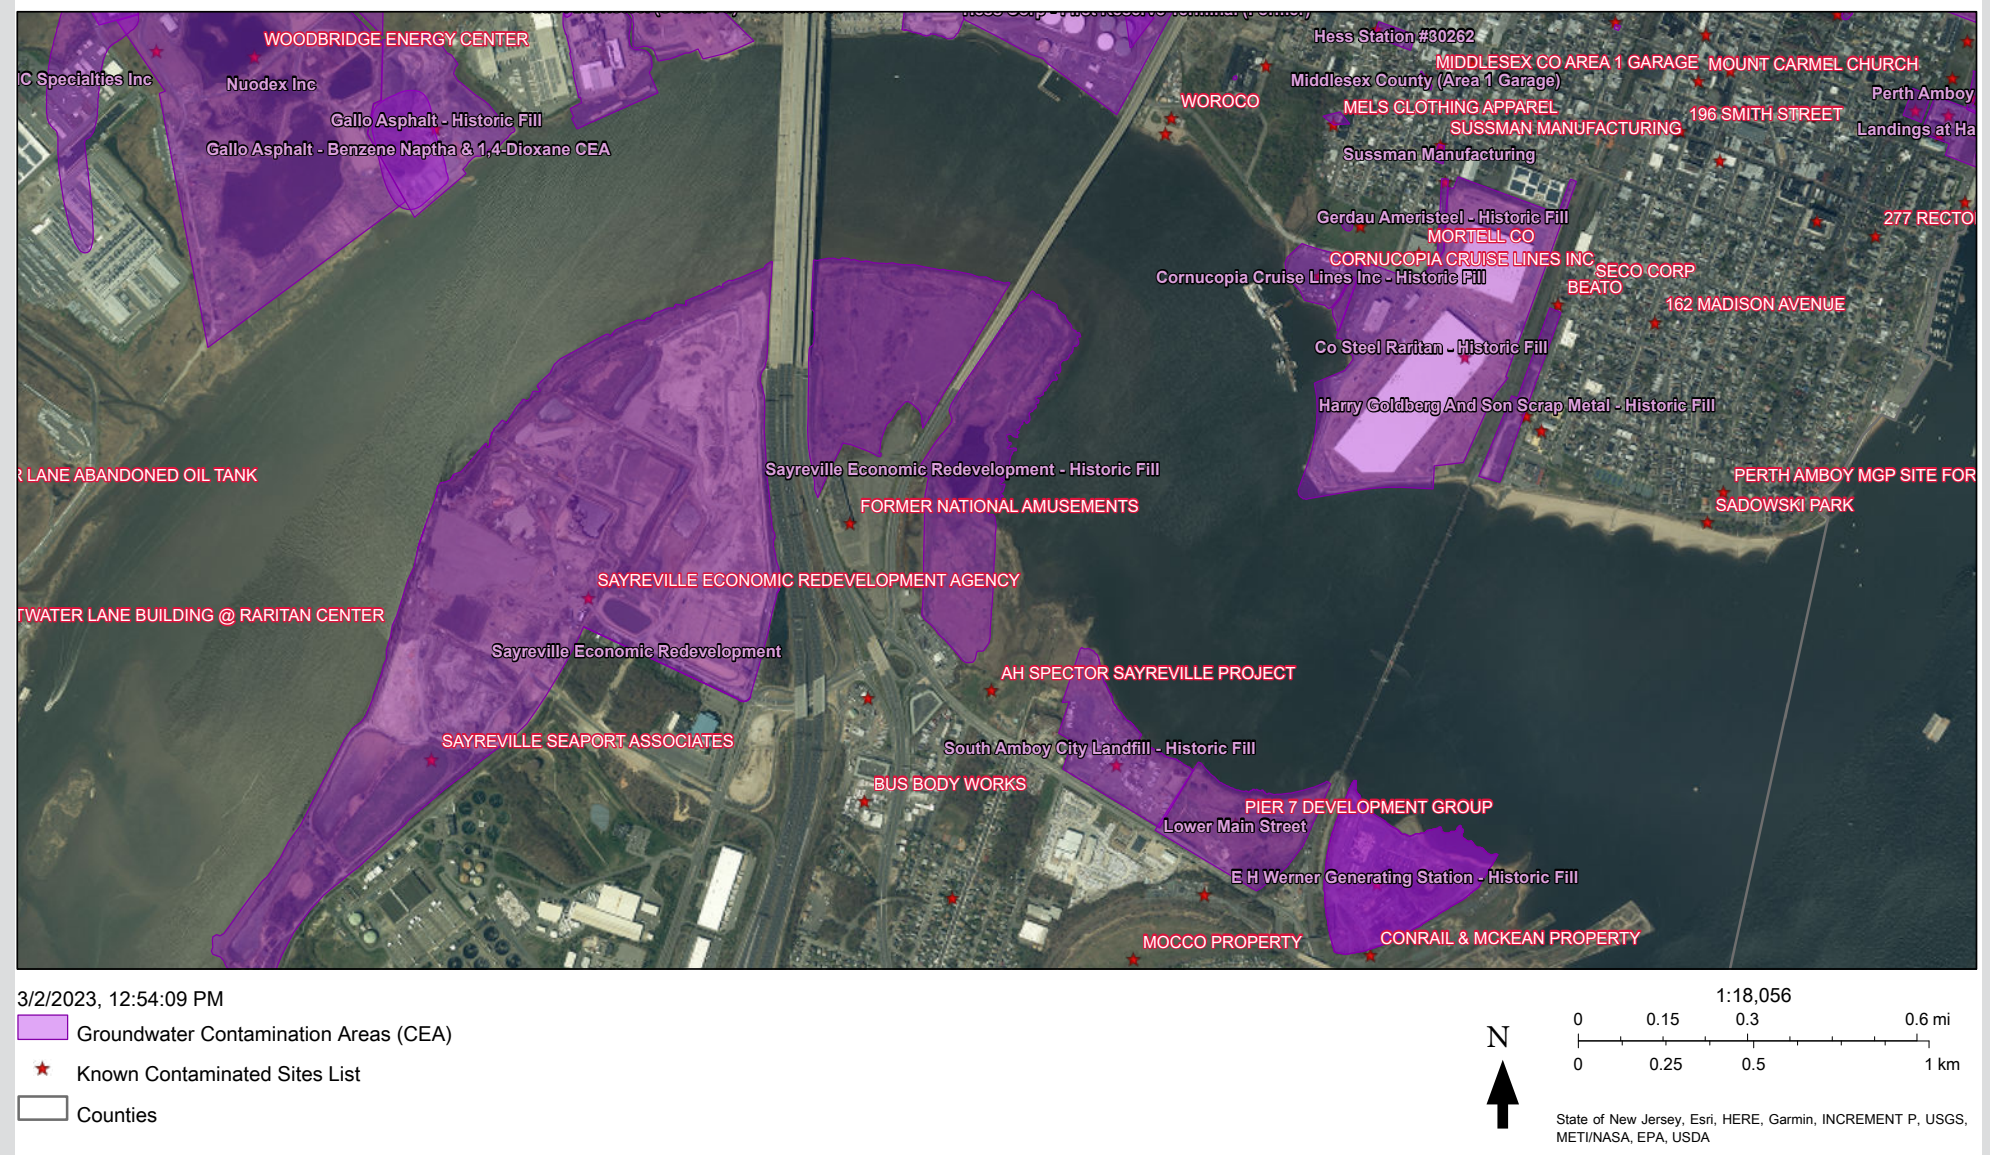 Hess Corp - First Reserve Terminal (Former)
WOODBRIDGE ENERGY CENTER
Hess Station #30262
MIDDLESEX CO AREA 1 GARAGE
MOUNT CARMEL CHURCH
IC Specialties Inc
Nuodex Inc
Middlesex County (Area 1 Garage)
Perth Amboy
WOROCO
MELS CLOTHING APPAREL
196 SMITH STREET
Gallo Asphalt - Historic Fill
SUSSMAN MANUFACTURING
Landings at Ha
Gallo Asphalt - Benzene Naptha & 1,4-Dioxane CEA
Sussman Manufacturing
Gerdau Ameristeel - Historic Fill
277 RECTO
MORTELL CO
CORNUCOPIA CRUISE LINES INC
SECO CORP
Cornucopia Cruise Lines Inc - Historic Fill
BEATO
162 MADISON AVENUE
Co Steel Raritan - Historic Fill
Harry Goldberg And Son Scrap Metal - Historic Fill
R LANE ABANDONED OIL TANK
Sayreville Economic Redevelopment - Historic Fill
PERTH AMBOY MGP SITE FOR
FORMER NATIONAL AMUSEMENTS
SADOWSKI PARK
SAYREVILLE ECONOMIC REDEVELOPMENT AGENCY
TWATER LANE BUILDING @ RARITAN CENTER
Sayreville Economic Redevelopment
AH SPECTOR SAYREVILLE PROJECT
SAYREVILLE SEAPORT ASSOCIATES
South Amboy City Landfill - Historic Fill
BUS BODY WORKS
PIER 7 DEVELOPMENT GROUP
Lower Main Street
E H Werner Generating Station - Historic Fill
MOCCO PROPERTY
CONRAIL & MCKEAN PROPERTY
3/2/2023, 12:54:09 PM
Groundwater Contamination Areas (CEA)
Known Contaminated Sites List
Counties
N
1:18,056
0 0.15 0.3 0.6 mi
0 0.25 0.5 1 km
State of New Jersey, Esri, HERE, Garmin, INCREMENT P, USGS,
METI/NASA, EPA, USDA